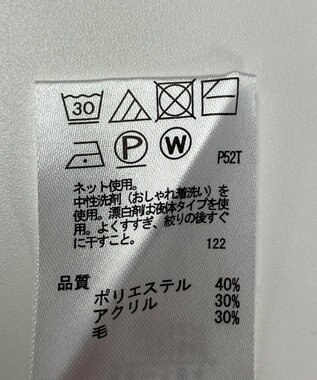 30
P W P52T
ネット使用。
中性洗剤（おしゃれ着洗い）を
使用。漂白剤は液体タイプを使
用。よくすすぎ、絞りの後すぐ
に干すこと。 122
品質
ポリエステル 40%
アクリル 30%
毛 30%